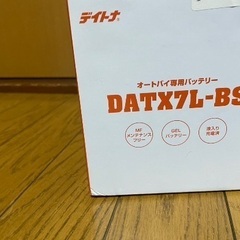 デイトナ
オートバイ専用バッテリー
DATX7L-BS
MF
メンテナンス
フリー
GEL
バッテリー
液入り
充電済